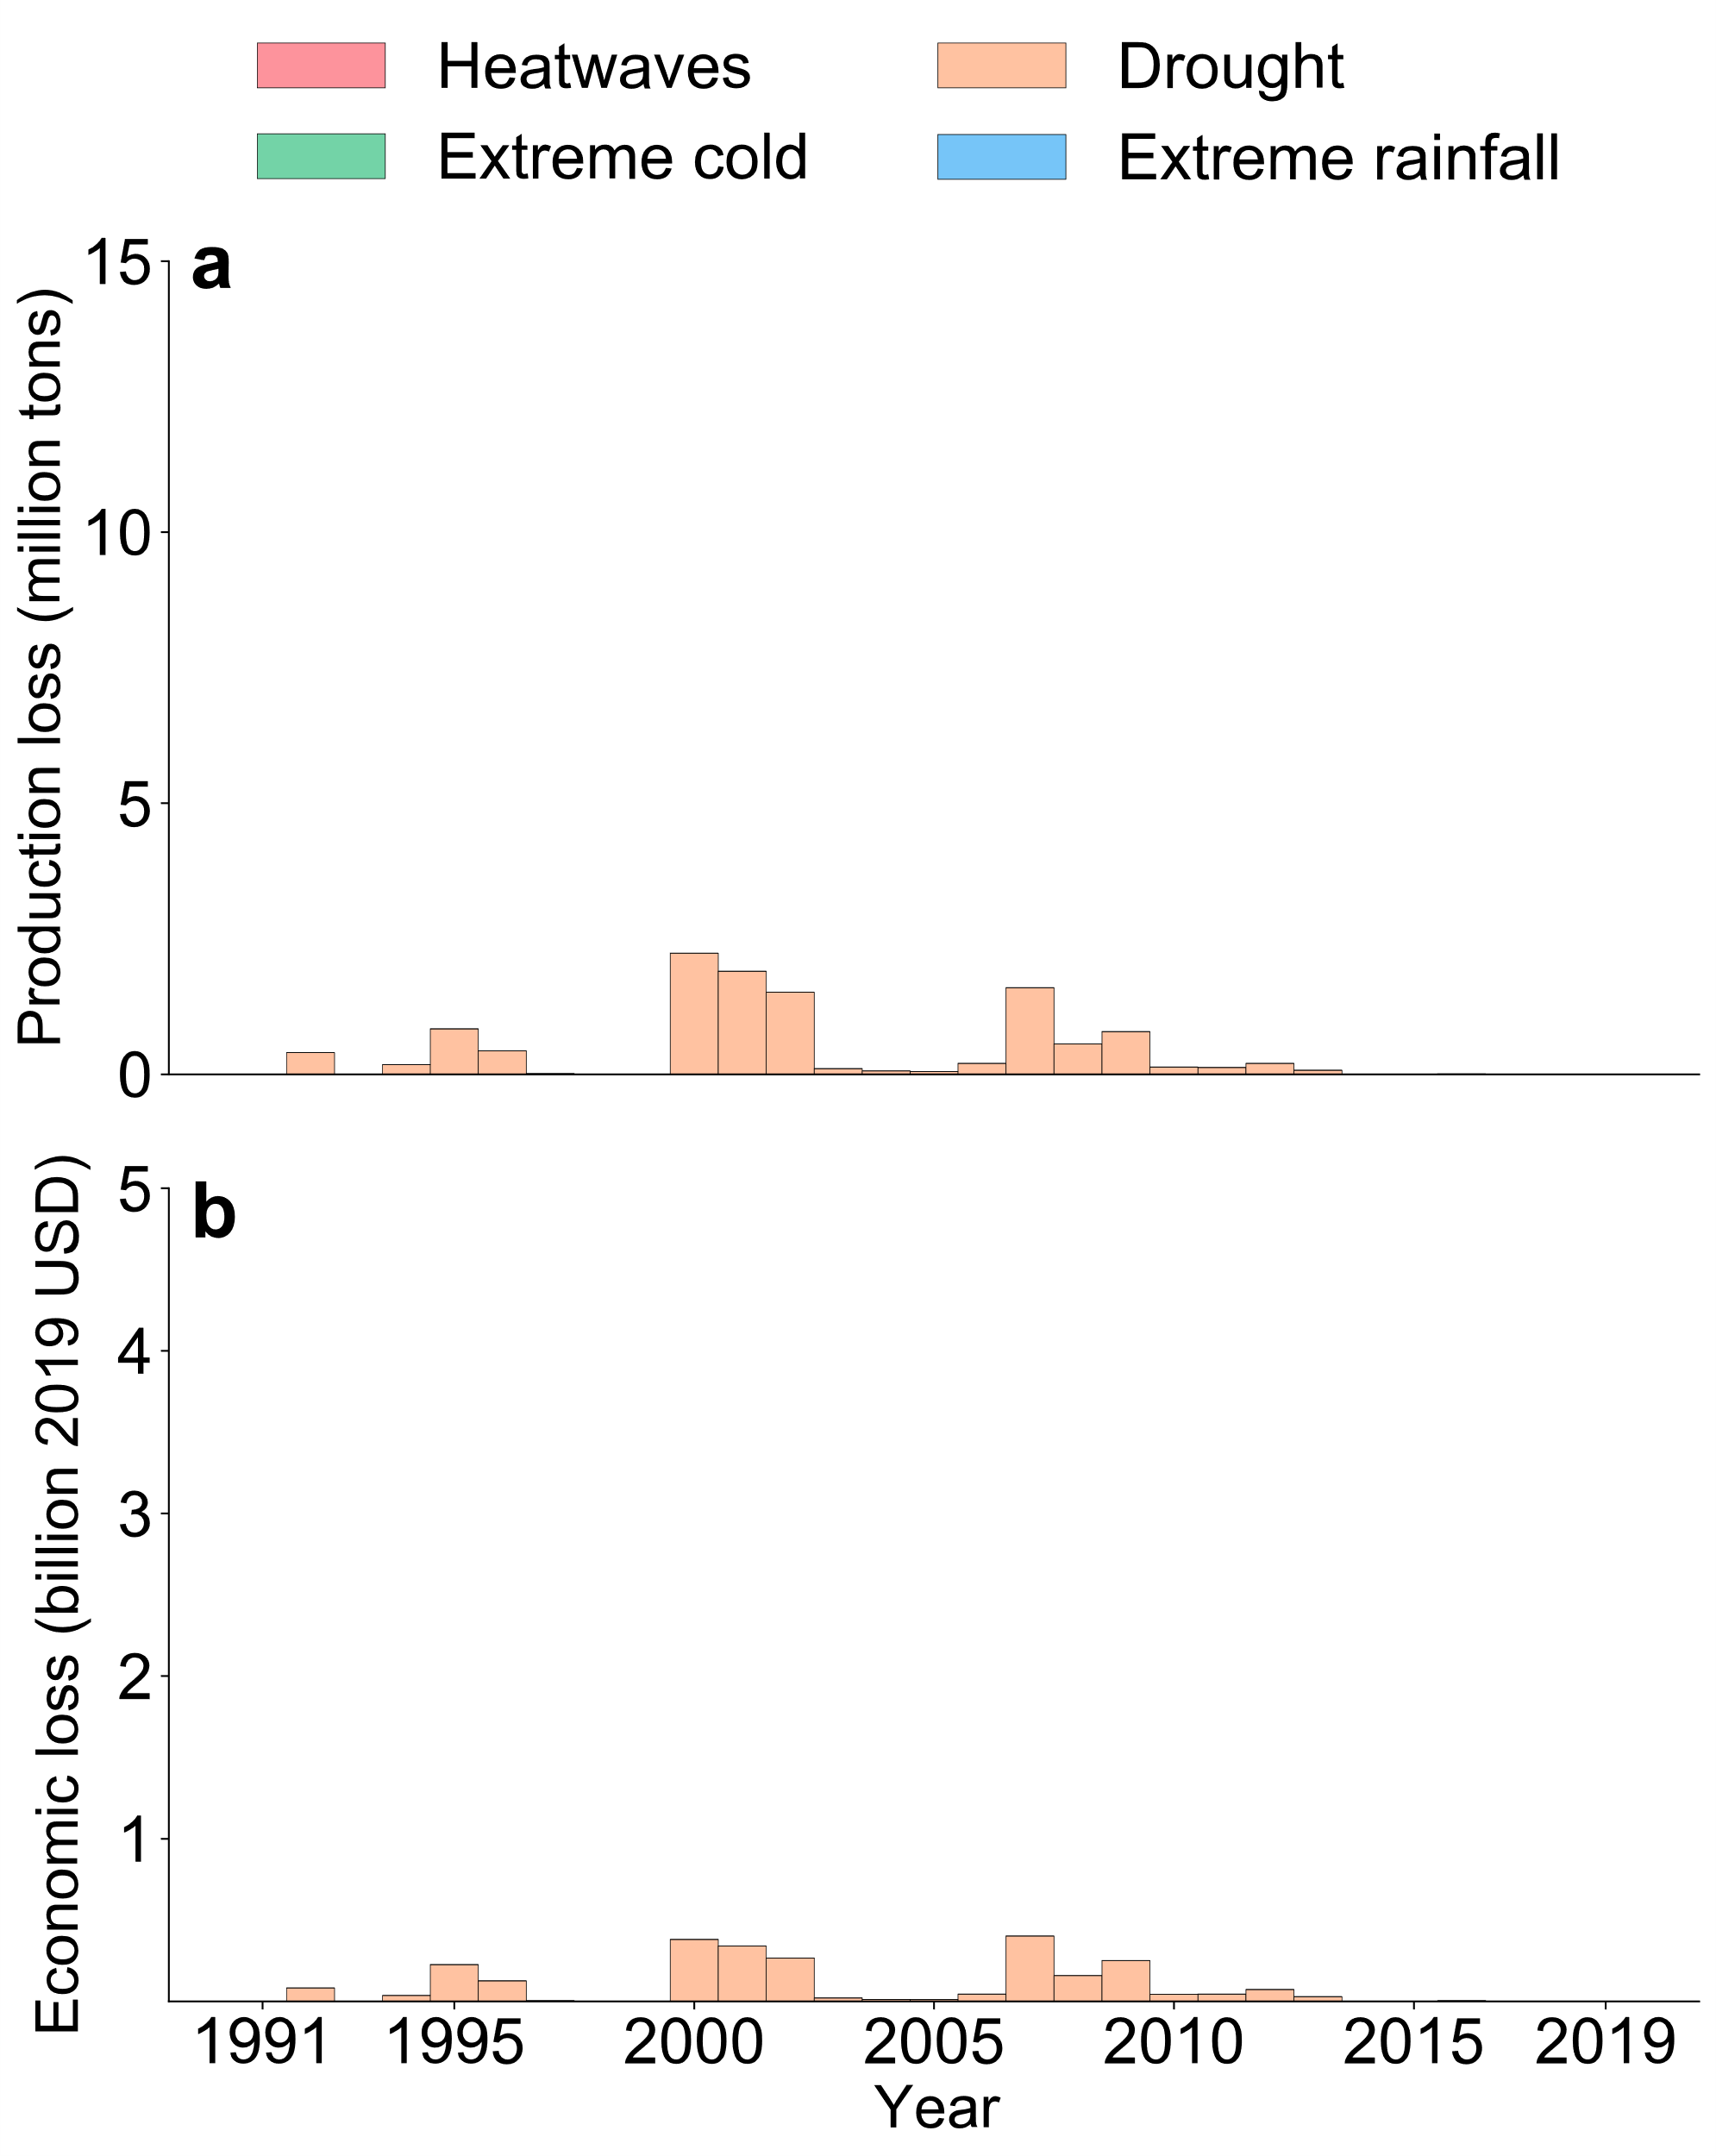 Heatwaves
Drought
Extreme cold
Extreme rainfall
a
Production loss (million tons)
15
10
5
0
b
Economic loss (billion 2019 USD)
5
4
3
2
1
1991 1995 2000 2005 2010 2015 2019
Year